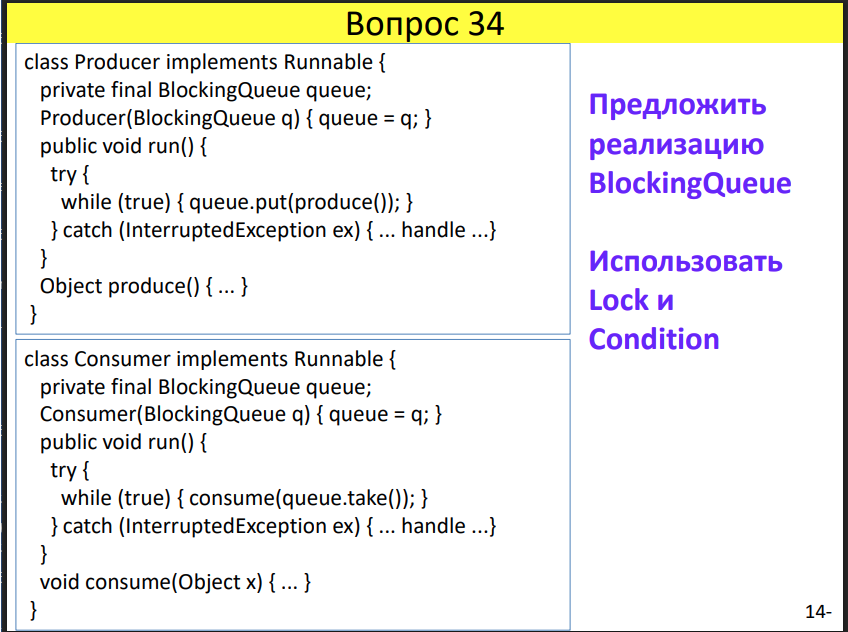 Вопрос 34
class Producer implements Runnable {
private final BlockingQueue queue;
Producer(BlockingQueue q) { queue = q; }
public void run() {
try {
while (true) { queue.put(produce()); }
} catch (InterruptedException ex) { ... handle ...}
}
Object produce() { ... }
}
class Consumer implements Runnable {
private final BlockingQueue queue;
Consumer(BlockingQueue q) { queue = q; }
public void run() {
try {
while (true) { consume(queue.take()); }
} catch (InterruptedException ex) { ... handle ...}
}
void consume(Object x) { ... }
}
Предложить
реализацию
BlockingQueue
Использовать
Lock и
Condition
14-